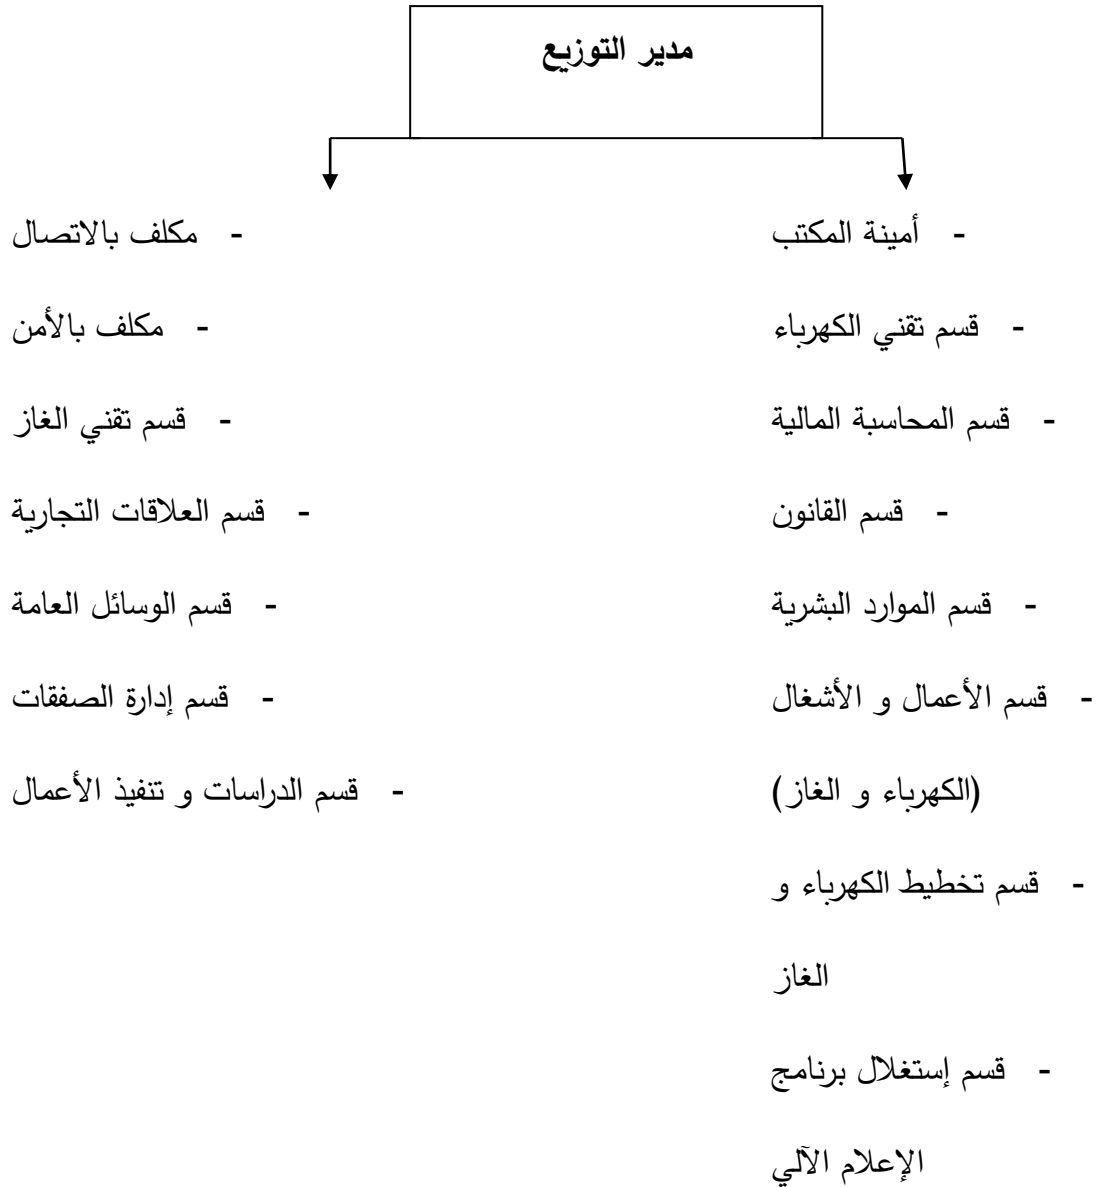 مدير التوزيع
- أمينة المكتب
- قسم تقني الكهرباء
- قسم المحاسبة المالية
- قسم القانون
- قسم الموارد البشرية
- قسم الأعمال و الأشغال
(الكهرباء و الغاز)
- قسم تخطيط الكهرباء و
الغاز
- قسم إستغلال برنامج
الإعلام الآلي
- مكلف بالاتصال
- مكلف بالأمن
- قسم تقني الغاز
- قسم العلاقات التجارية
- قسم الوسائل العامة
- قسم إدارة الصفقات
- قسم الدراسات و تنفيذ الأعمال